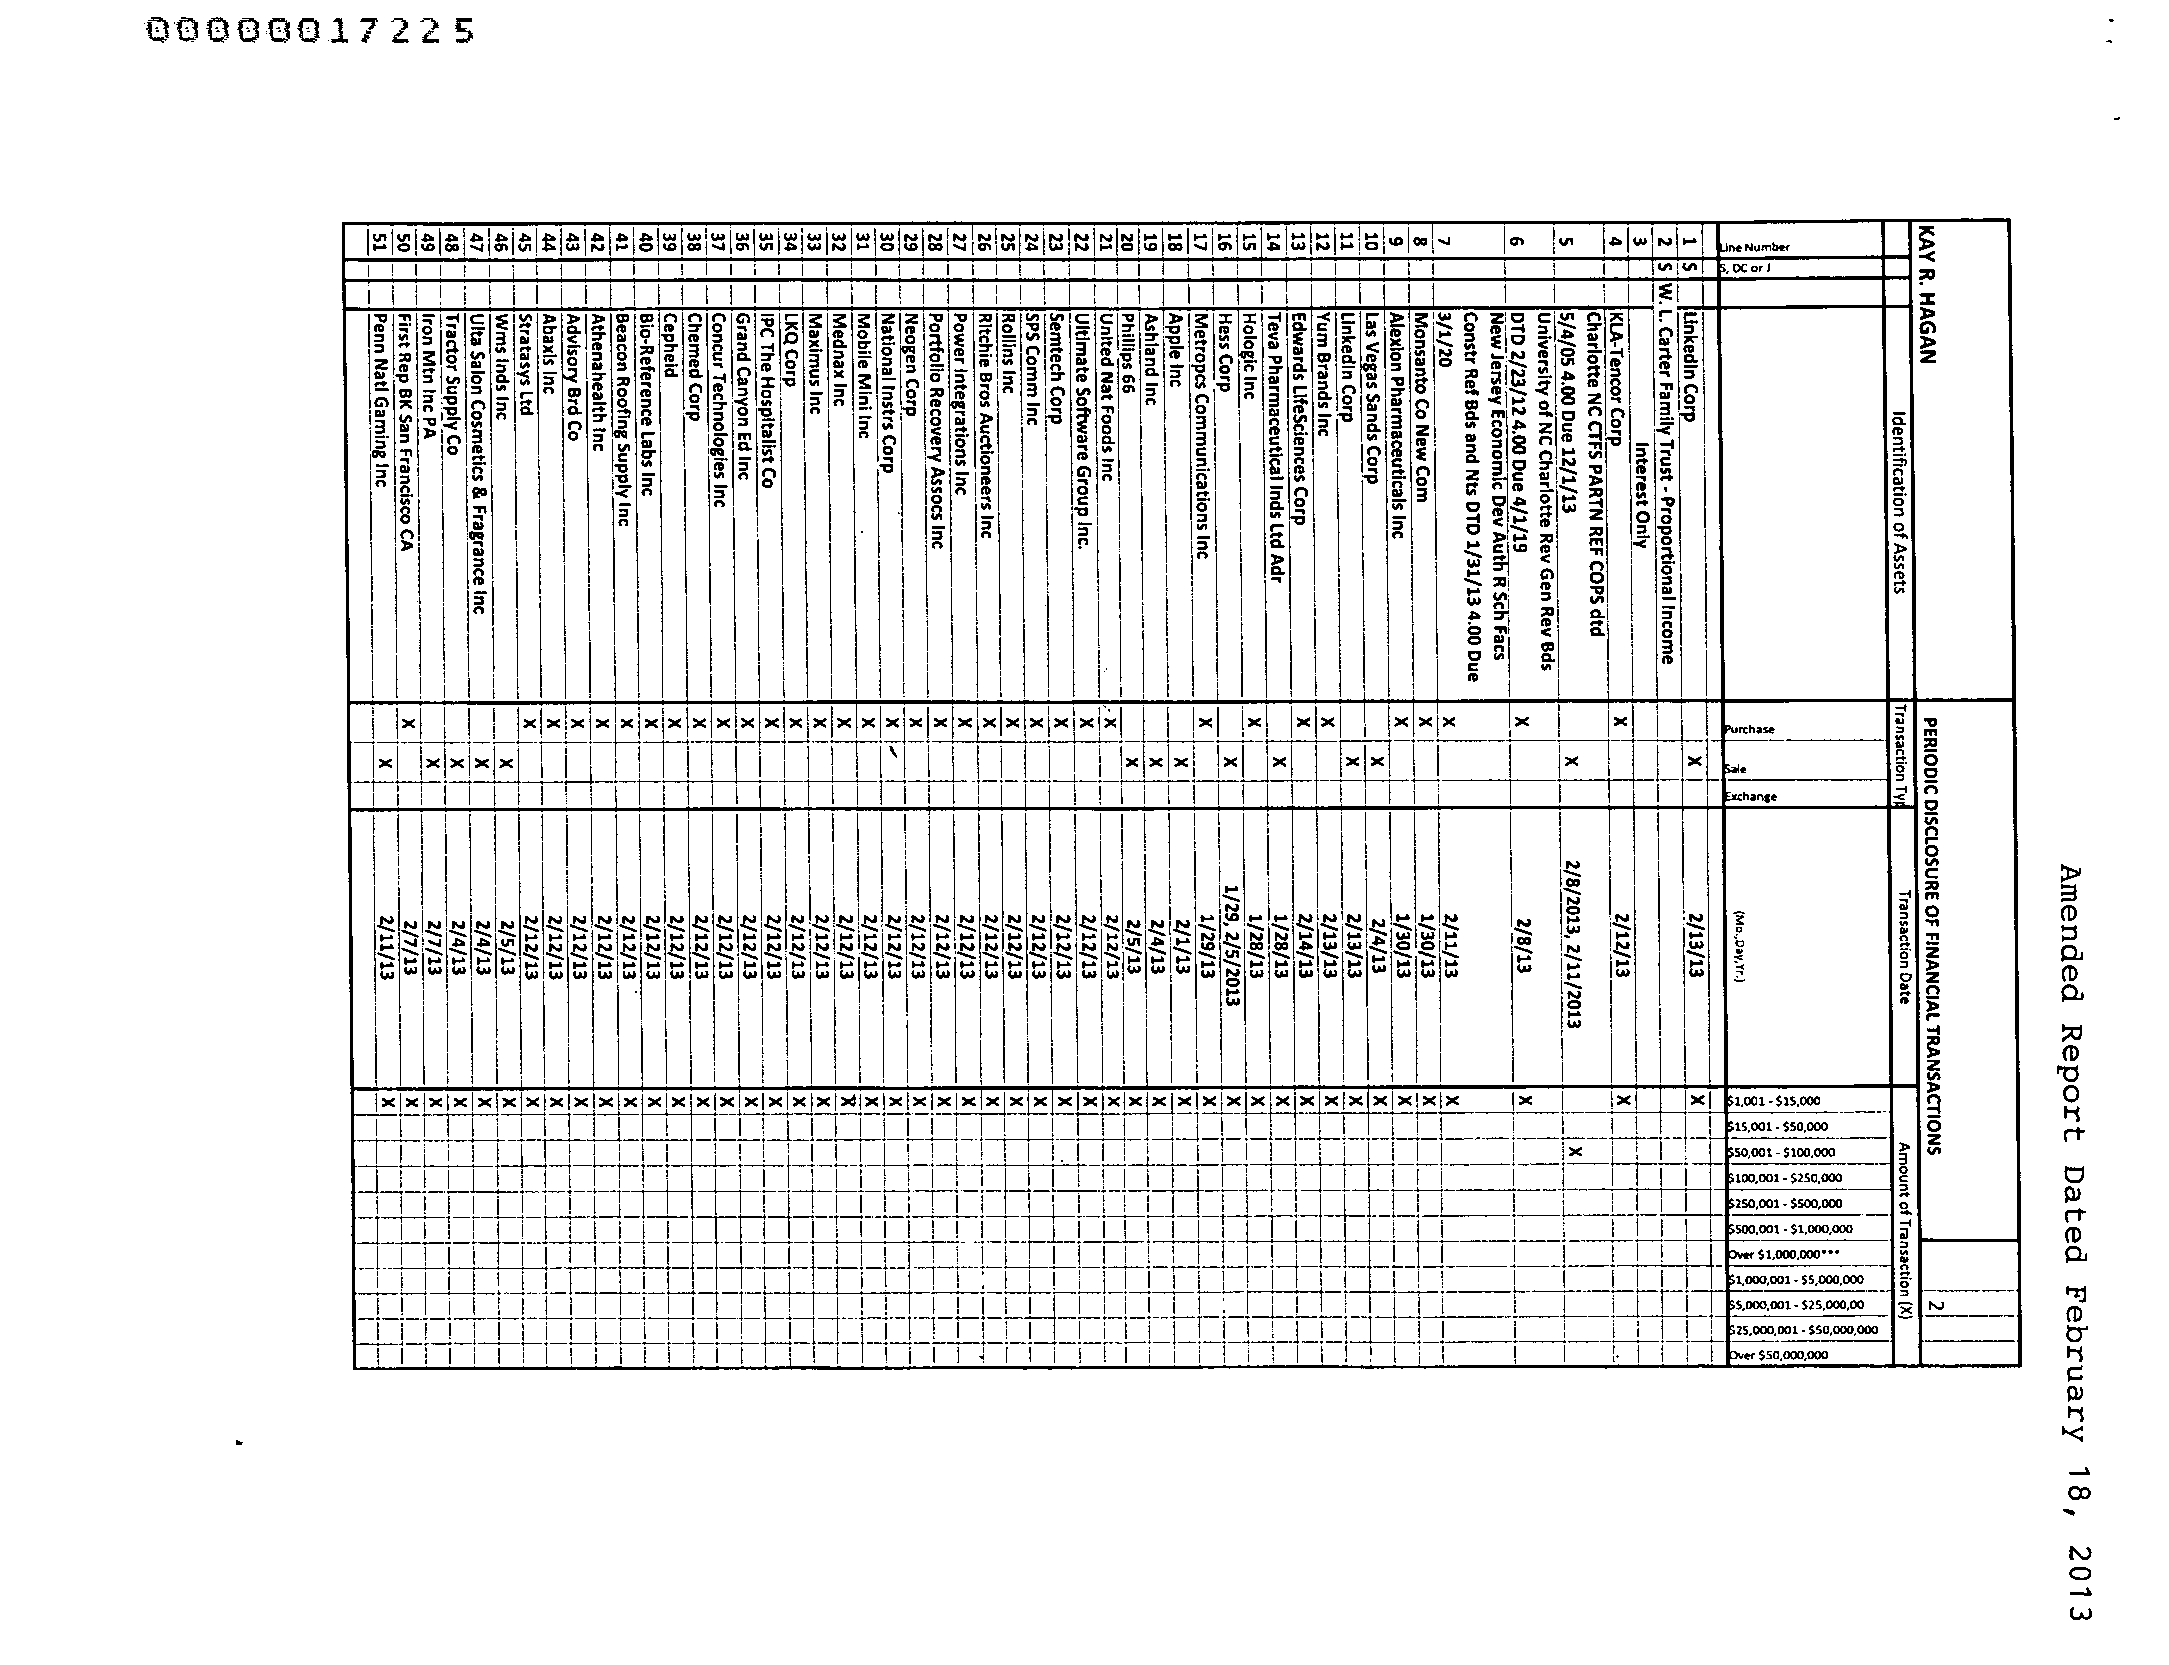 00000017225
Amended Report Dated February 18, 2013
KAY R. HAGAN PERIODIC DISCLOSURE OF FINANCIAL TRANSACTIONS 2
Identification of Assets Transaction Typ Transaction Date Amount of Transaction (X)
Line Number S, DC or J Purchase Sale Exchange (Mo.,Day,Yr.) $1,001 - $15,000 $15,001 - $50,000 $50,001 - $100,000 $100,001 - $250,000 $250,001 - $500,000 $500,001 - $1,000,000 Over $1,000,000*** $1,000,001 - $5,000,000 $5,000,001 - $25,000,00 $25,000,001 - $50,000,000 Over $50,000,000
1 S LinkedIn Corp X 2/13/13 X
2 S W. L. Carter Family Trust - Proportional Income
3 Interest Only
4 KLA-Tencor Corp X 2/12/13 X
Charlotte NC CTFS PARTN REF COPS dtd
5 5/4/05 4.00 Due 12/1/13 X 2/8/2013, 2/11/2013 X
University of NC Charlotte Rev Gen Rev Bds
6 DTD 2/23/12 4.00 Due 4/1/19 X 2/8/13 X
New Jersey Economic Dev Auth R Sch Facs
Constr Ref Bds and Nts DTD 1/31/13 4.00 Due
7 3/1/20 X 2/11/13 X
8 Monsanto Co New Com X 1/30/13 X
9 Alexion Pharmaceuticals Inc X 1/30/13 X
10 Las Vegas Sands Corp X 2/4/13 X
11 LinkedIn Corp X 2/13/13 X
12 Yum Brands Inc X 2/13/13 X
13 Edwards LifeSciences Corp X 2/14/13 X
14 Teva Pharmaceutical Inds Ltd Adr X 1/28/13 X
15 Hologic Inc X 1/28/13 X
16 Hess Corp X 1/29, 2/5/2013 X
17 Metropcs Communications Inc X 1/29/13 X
18 Apple Inc X 2/1/13 X
19 Ashland Inc X 2/4/13 X
20 Phillips 66 X 2/5/13 X
21 United Nat Foods Inc X 2/12/13 X
22 Ultimate Software Group Inc. X 2/12/13 X
23 Semtech Corp X 2/12/13 X
24 SPS Comm Inc X 2/12/13 X
25 Rollins Inc X 2/12/13 X
26 Ritchie Bros Auctioneers Inc X 2/12/13 X
27 Power Integrations Inc X 2/12/13 X
28 Portfolio Recovery Assocs Inc X 2/12/13 X
29 Neogen Corp X 2/12/13 X
30 National Instrs Corp X 2/12/13 X
31 Mobile Mini Inc X 2/12/13 X
32 Mednax Inc X 2/12/13 X
33 Maximus Inc X 2/12/13 X
34 LKQ Corp X 2/12/13 X
35 IPC The Hospitalist Co X 2/12/13 X
36 Grand Canyon Ed Inc X 2/12/13 X
37 Concur Technologies Inc X 2/12/13 X
38 Chemed Corp X 2/12/13 X
39 Cepheid X 2/12/13 X
40 Bio-Reference Labs Inc X 2/12/13 X
41 Beacon Roofing Supply Inc X 2/12/13 X
42 Athenahealth Inc X 2/12/13 X
43 Advisory Brd Co X 2/12/13 X
44 Abaxis Inc X 2/12/13 X
45 Stratasys Ltd X 2/12/13 X
46 Wms Inds Inc X 2/5/13 X
47 Ulta Salon Cosmetics & Fragrance Inc X 2/4/13 X
48 Tractor Supply Co X 2/4/13 X
49 Iron Mtn Inc PA X 2/7/13 X
50 First Rep BK San Francisco CA X 2/7/13 X
51 Penn Natl Gaming Inc X 2/11/13 X